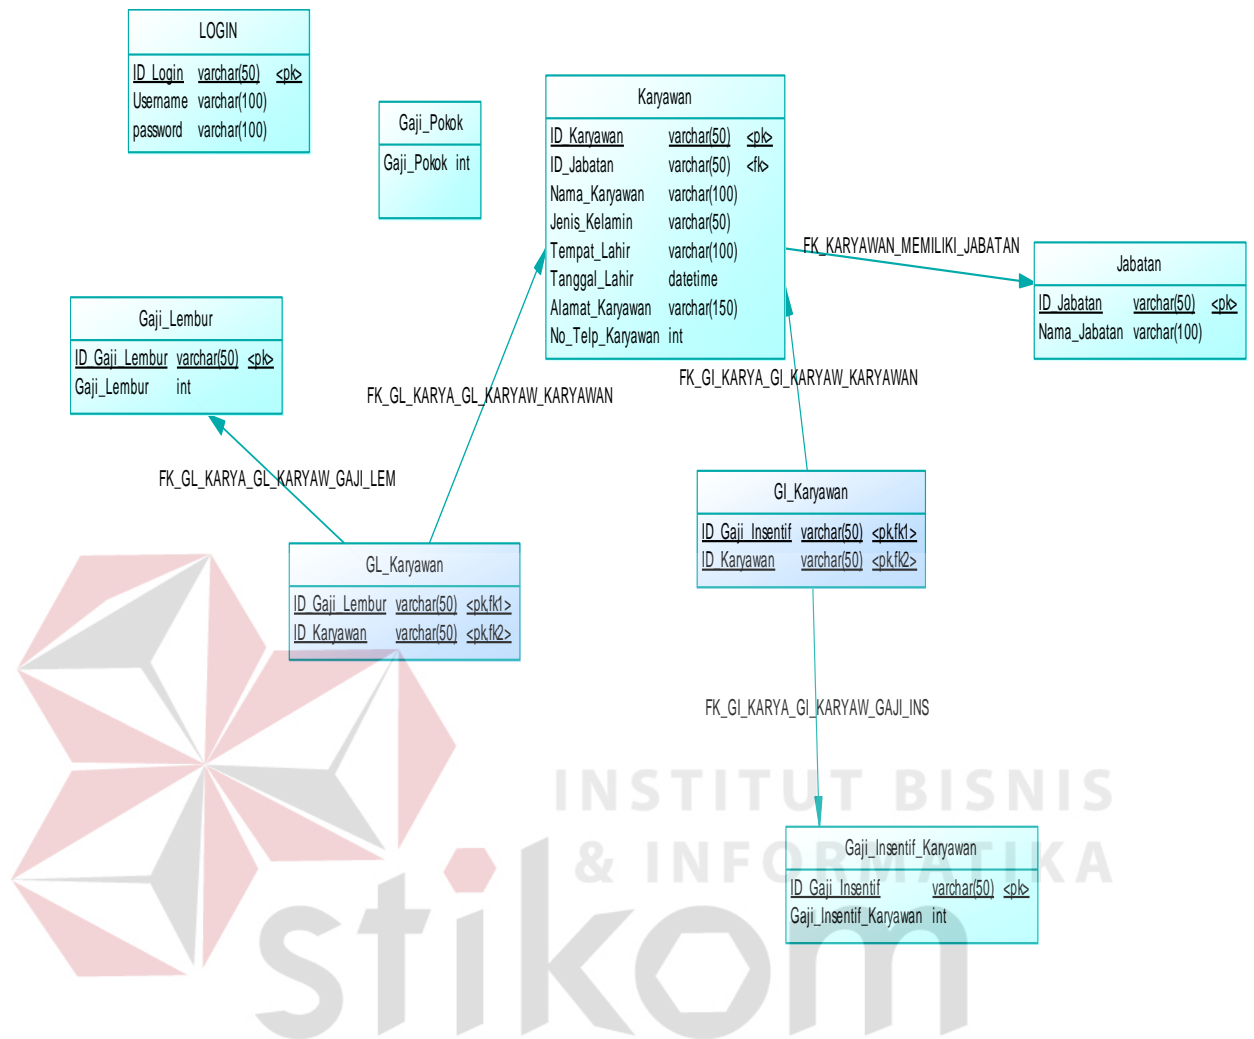 LOGIN
ID_Login varchar(50) <pk>
Username varchar(100)
password varchar(100)
Gaji_Pokok
Gaji_Pokok int
Karyawan
ID_Karyawan varchar(50) <pk>
ID_Jabatan varchar(50) <fk>
Nama_Karyawan varchar(100)
Jenis_Kelamin varchar(50)
Tempat_Lahir varchar(100)
Tanggal_Lahir datetime
Alamat_Karyawan varchar(150)
No_Telp_Karyawan int
FK_KARYAWAN_MEMILIKI_JABATAN
Jabatan
ID_Jabatan varchar(50) <pk>
Nama_Jabatan varchar(100)
Gaji_Lembur
ID_Gaji_Lembur varchar(50) <pk>
Gaji_Lembur int
FK_GL_KARYA_GL_KARYAW_KARYAWAN
FK_GI_KARYA_GI_KARYAW_KARYAWAN
FK_GL_KARYA_GL_KARYAW_GAJI_LEM
GI_Karyawan
ID_Gaji_Insentif varchar(50) <pk,fk1>
ID_Karyawan varchar(50) <pk,fk2>
GL_Karyawan
ID_Gaji_Lembur varchar(50) <pk,fk1>
ID_Karyawan varchar(50) <pk,fk2>
FK_GI_KARYA_GI_KARYAW_GAJI_INS
INSTITUT BISNIS
& INFORMATIKA
Gaji_Insentif_Karyawan
ID_Gaji_Insentif varchar(50) <pk>
Gaji_Insentif_Karyawan int
stikom